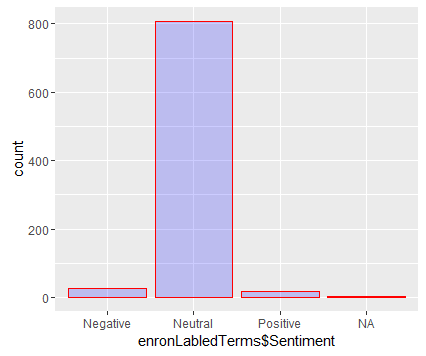 800
600
400
200
0
count
Negative Neutral Positive NA
enronLabledTerms$Sentiment